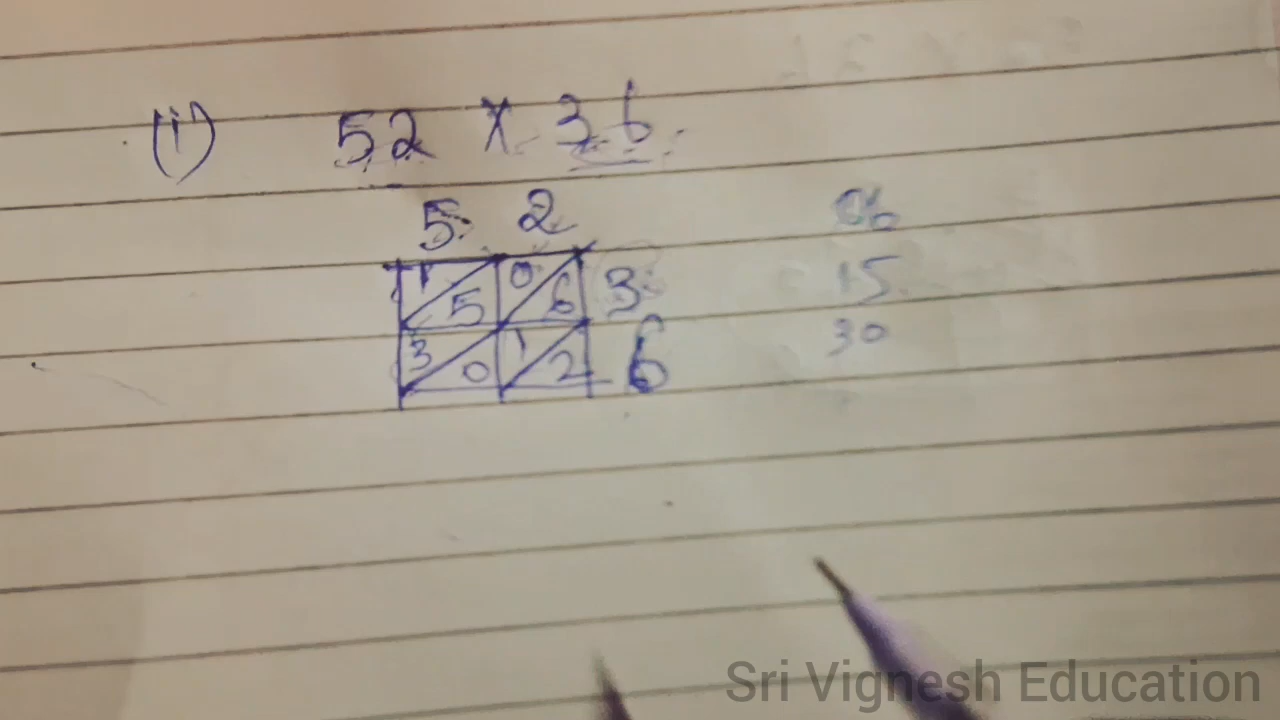 (i) 52 x 36
5 2
1 5 0 6 3
3 0 1 2 6
06
15
30
Sri Vignesh Education